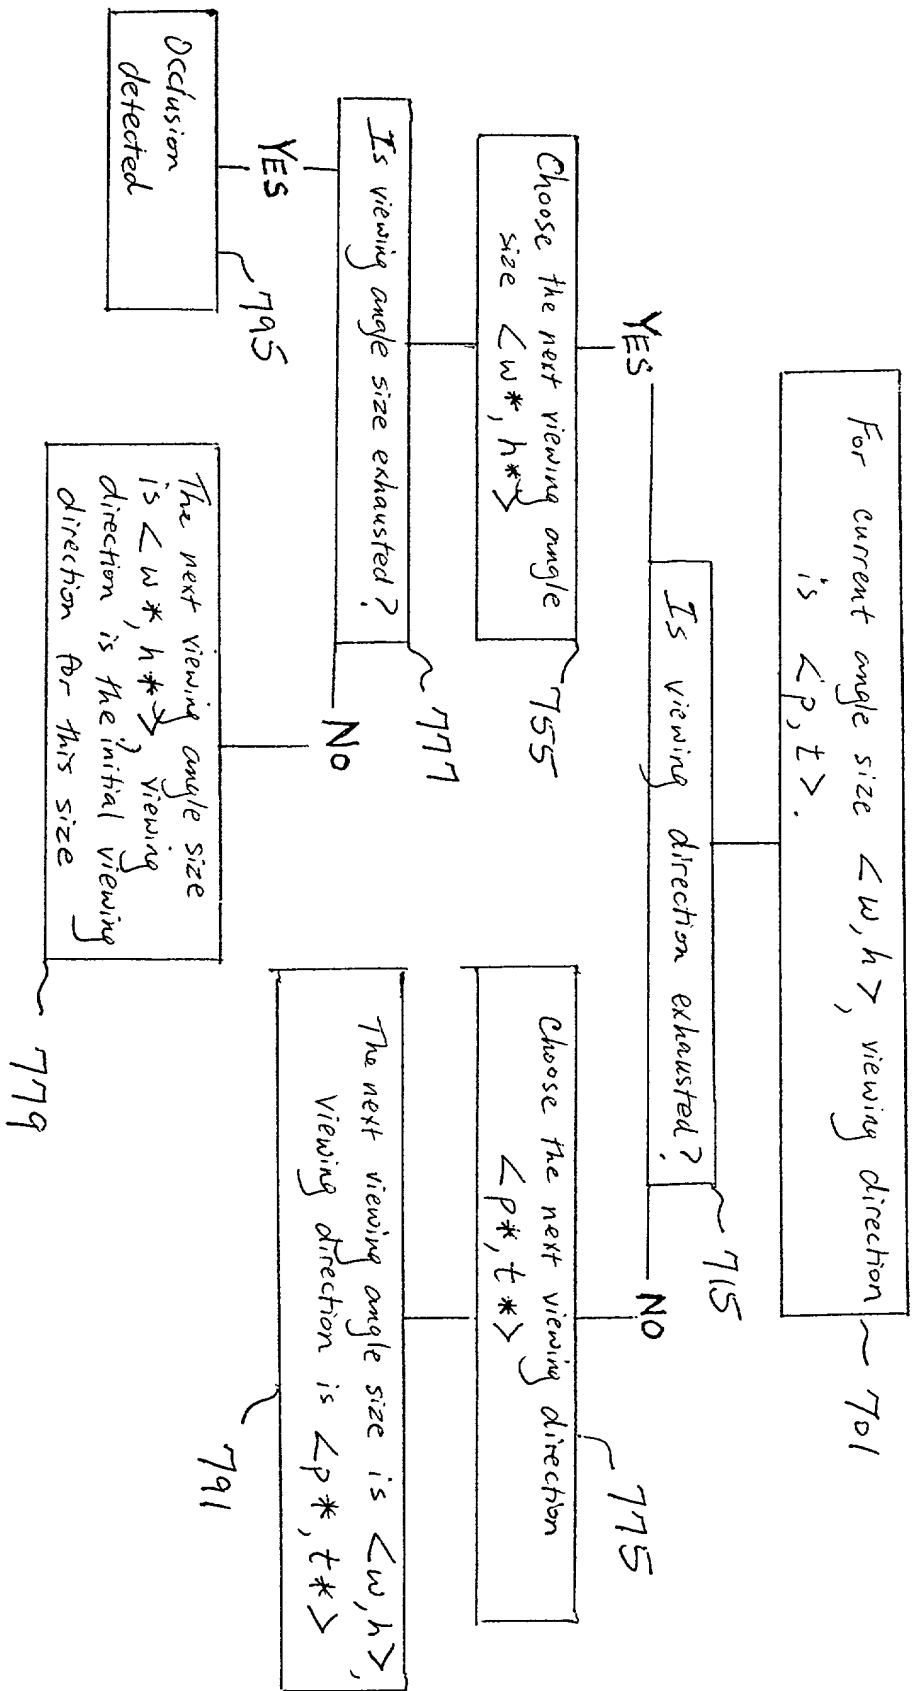 For current angle size <w, h>, viewing direction
is <p, t>.
701
Is viewing direction exhausted?
715
YES
NO
Choose the next viewing angle
size <w*, h*>
755
Choose the next viewing direction
<p*, t*>
775
Is viewing angle size exhausted?
777
The next viewing angle size is <w, h>,
viewing direction is <p*, t*>
791
YES
NO
Occlusion
detected
795
The next viewing angle size
is <w*, h*>, viewing
direction is the initial viewing
direction for this size
779